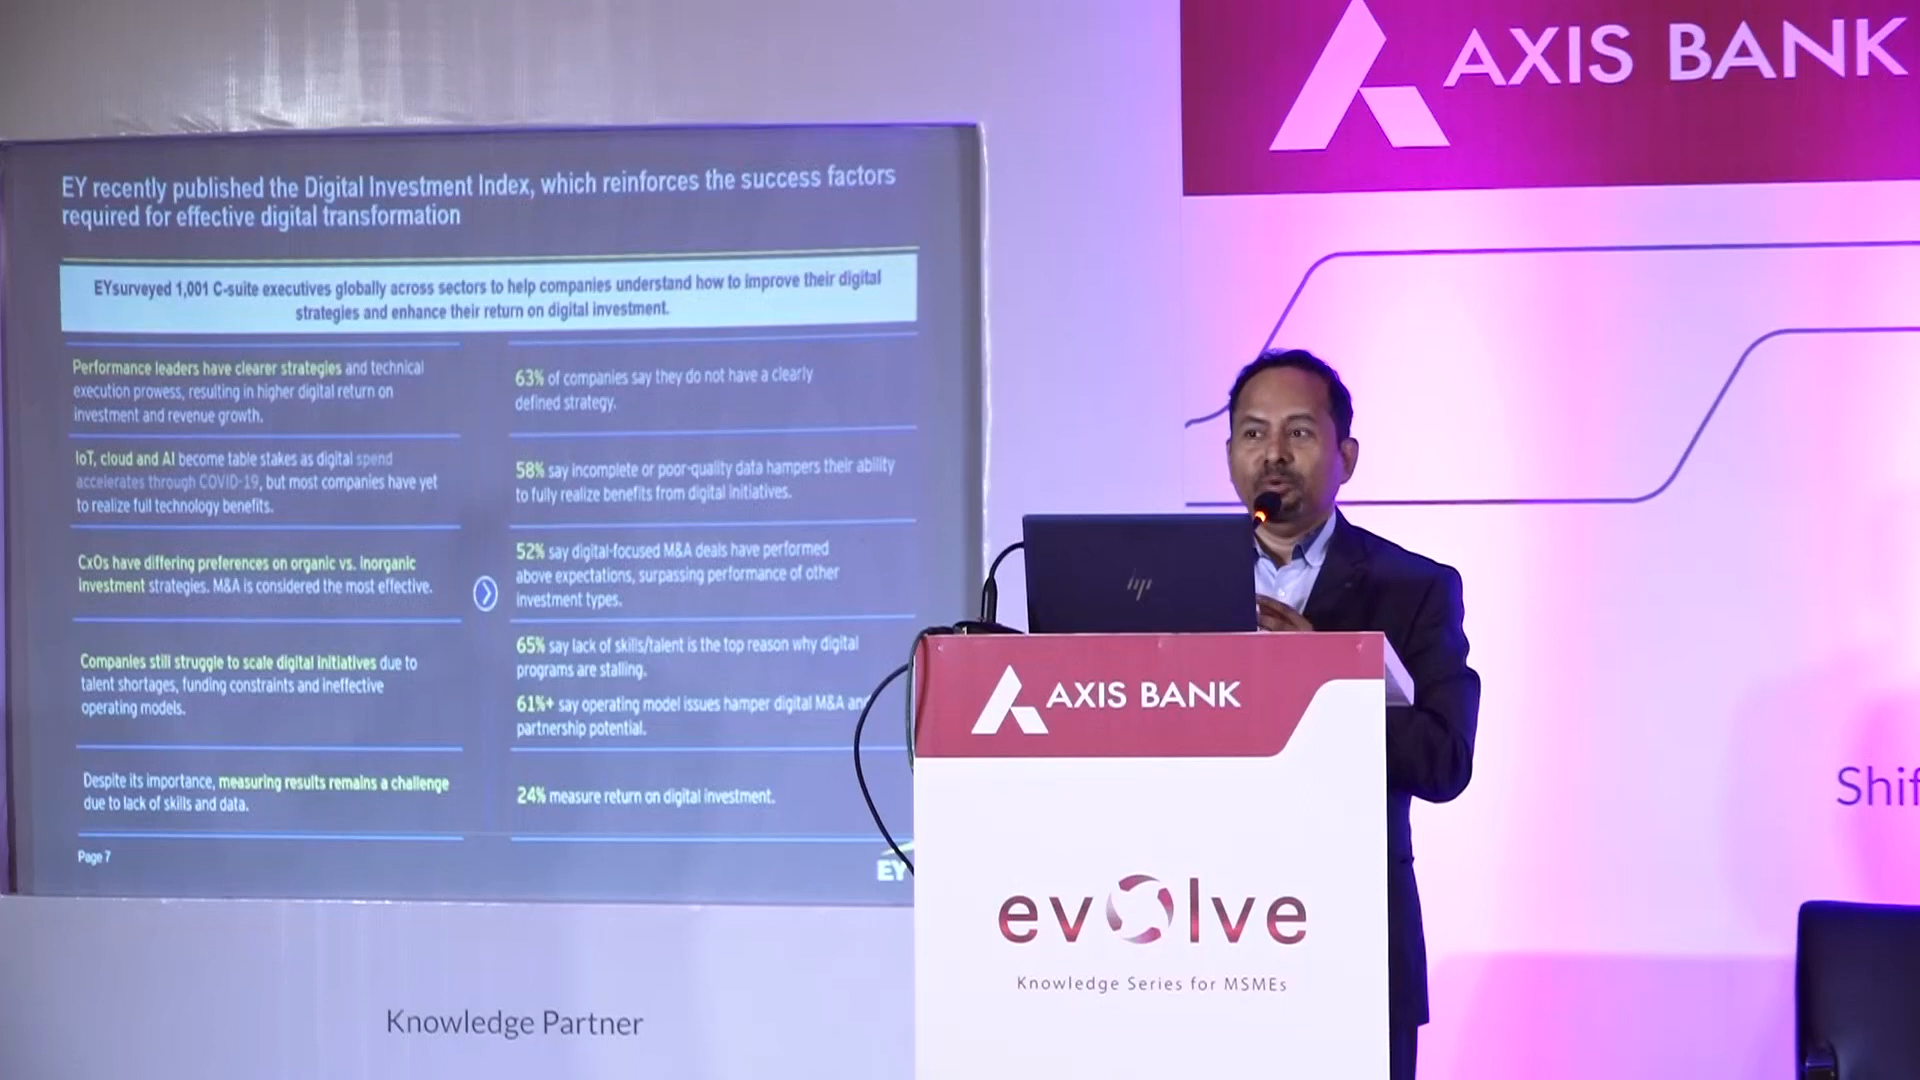 AXIS BANK
EY recently published the Digital Investment Index, which reinforces the success factors
required for effective digital transformation
EYsurveyed 1,001 C-suite executives globally across sectors to help companies understand how to improve their digital
strategies and enhance their return on digital investment.
Performance leaders have clearer strategies and technical
execution prowess, resulting in higher digital return on
investment and revenue growth.
63% of companies say they do not have a clearly
defined strategy.
IoT, cloud and AI become table stakes as digital spend
accelerates through COVID-19, but most companies have yet
to realize full technology benefits.
58% say incomplete or poor-quality data hampers their ability
to fully realize benefits from digital initiatives.
CxOs have differing preferences on organic vs. inorganic
investment strategies. M&A is considered the most effective.
52% say digital-focused M&A deals have performed
above expectations, surpassing performance of other
investment types.
Companies still struggle to scale digital initiatives due to
talent shortages, funding constraints and ineffective
operating models.
65% say lack of skills/talent is the top reason why digital
programs are stalling.
61%+ say operating model issues hamper digital M&A and
partnership potential.
Despite its importance, measuring results remains a challenge
due to lack of skills and data.
24% measure return on digital investment.
Page 7
EY
Knowledge Partner
hp
AXIS BANK
evolve
Knowledge Series for MSMEs
Shif